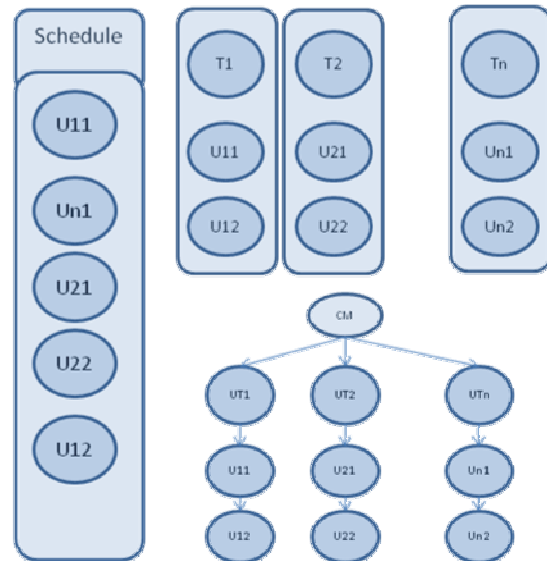 Schedule
U11
Un1
U21
U22
U12
T1
U11
U12
T2
U21
U22
Tn
Un1
Un2
CM
UT1 UT2 UTn
U11 U21 Un1
U12 U22 Un2